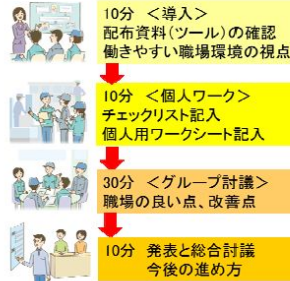 10分 <導入>
配布資料(ツール)の確認
働きやすい職場環境の視点
10分 <個人ワーク>
チェックリスト記入
個人用ワークシート記入
30分 <グループ討議>
職場の良い点、改善点
10分 発表と総合討議
今後の進め方